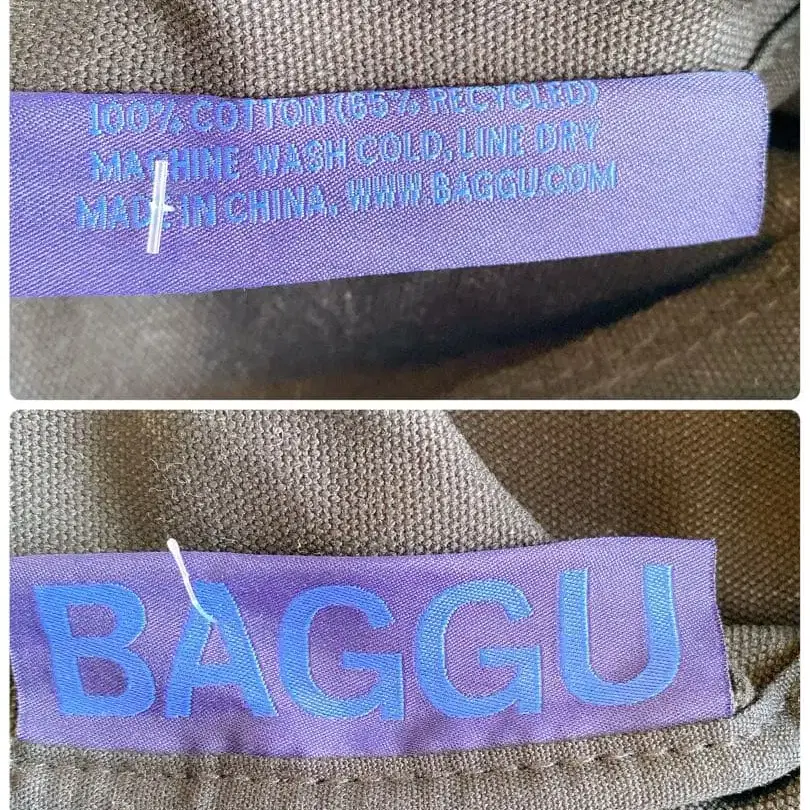 100% COTTON (65% RECYCLED)
MACHINE WASH COLD, LINE DRY
MADE IN CHINA, WWW.BAGGU.COM
BAGGU